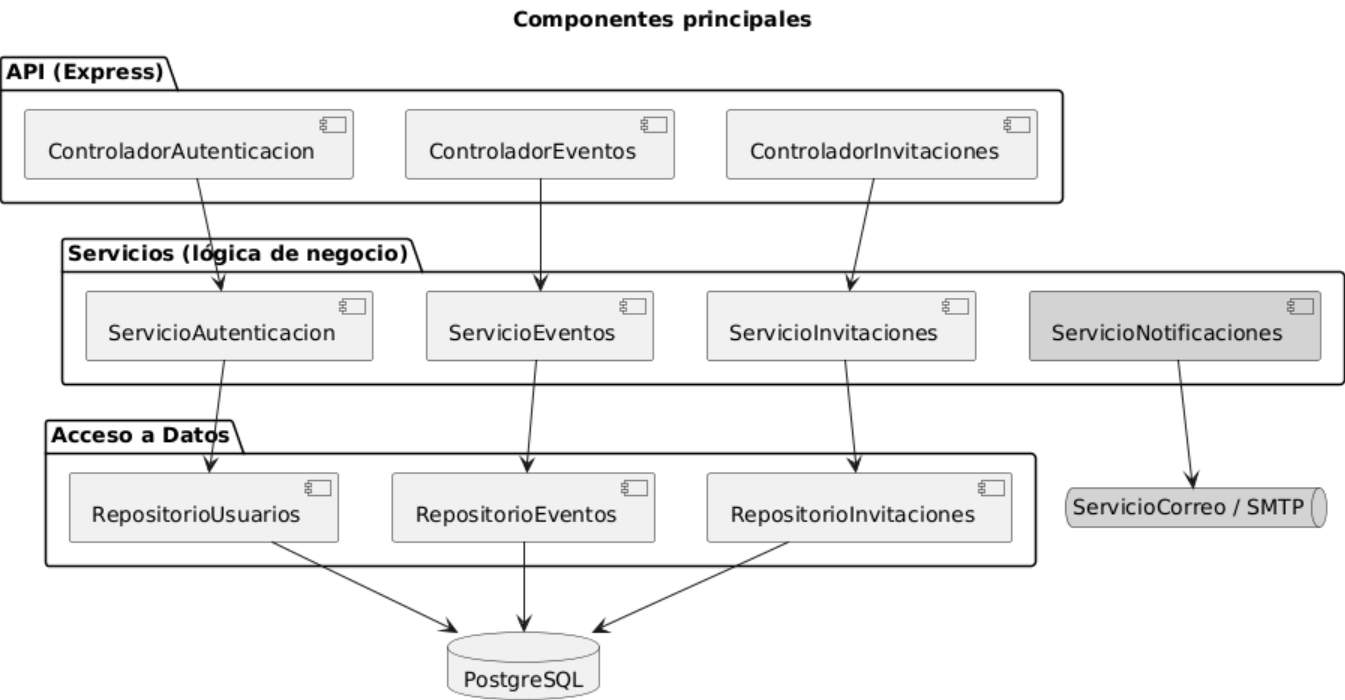 Componentes principales
API (Express)
ControladorAutenticacion
ControladorEventos
ControladorInvitaciones
Servicios (lógica de negocio)
ServicioAutenticacion
ServicioEventos
ServicioInvitaciones
ServicioNotificaciones
Acceso a Datos
RepositorioUsuarios
RepositorioEventos
RepositorioInvitaciones
ServicioCorreo / SMTP
PostgreSQL